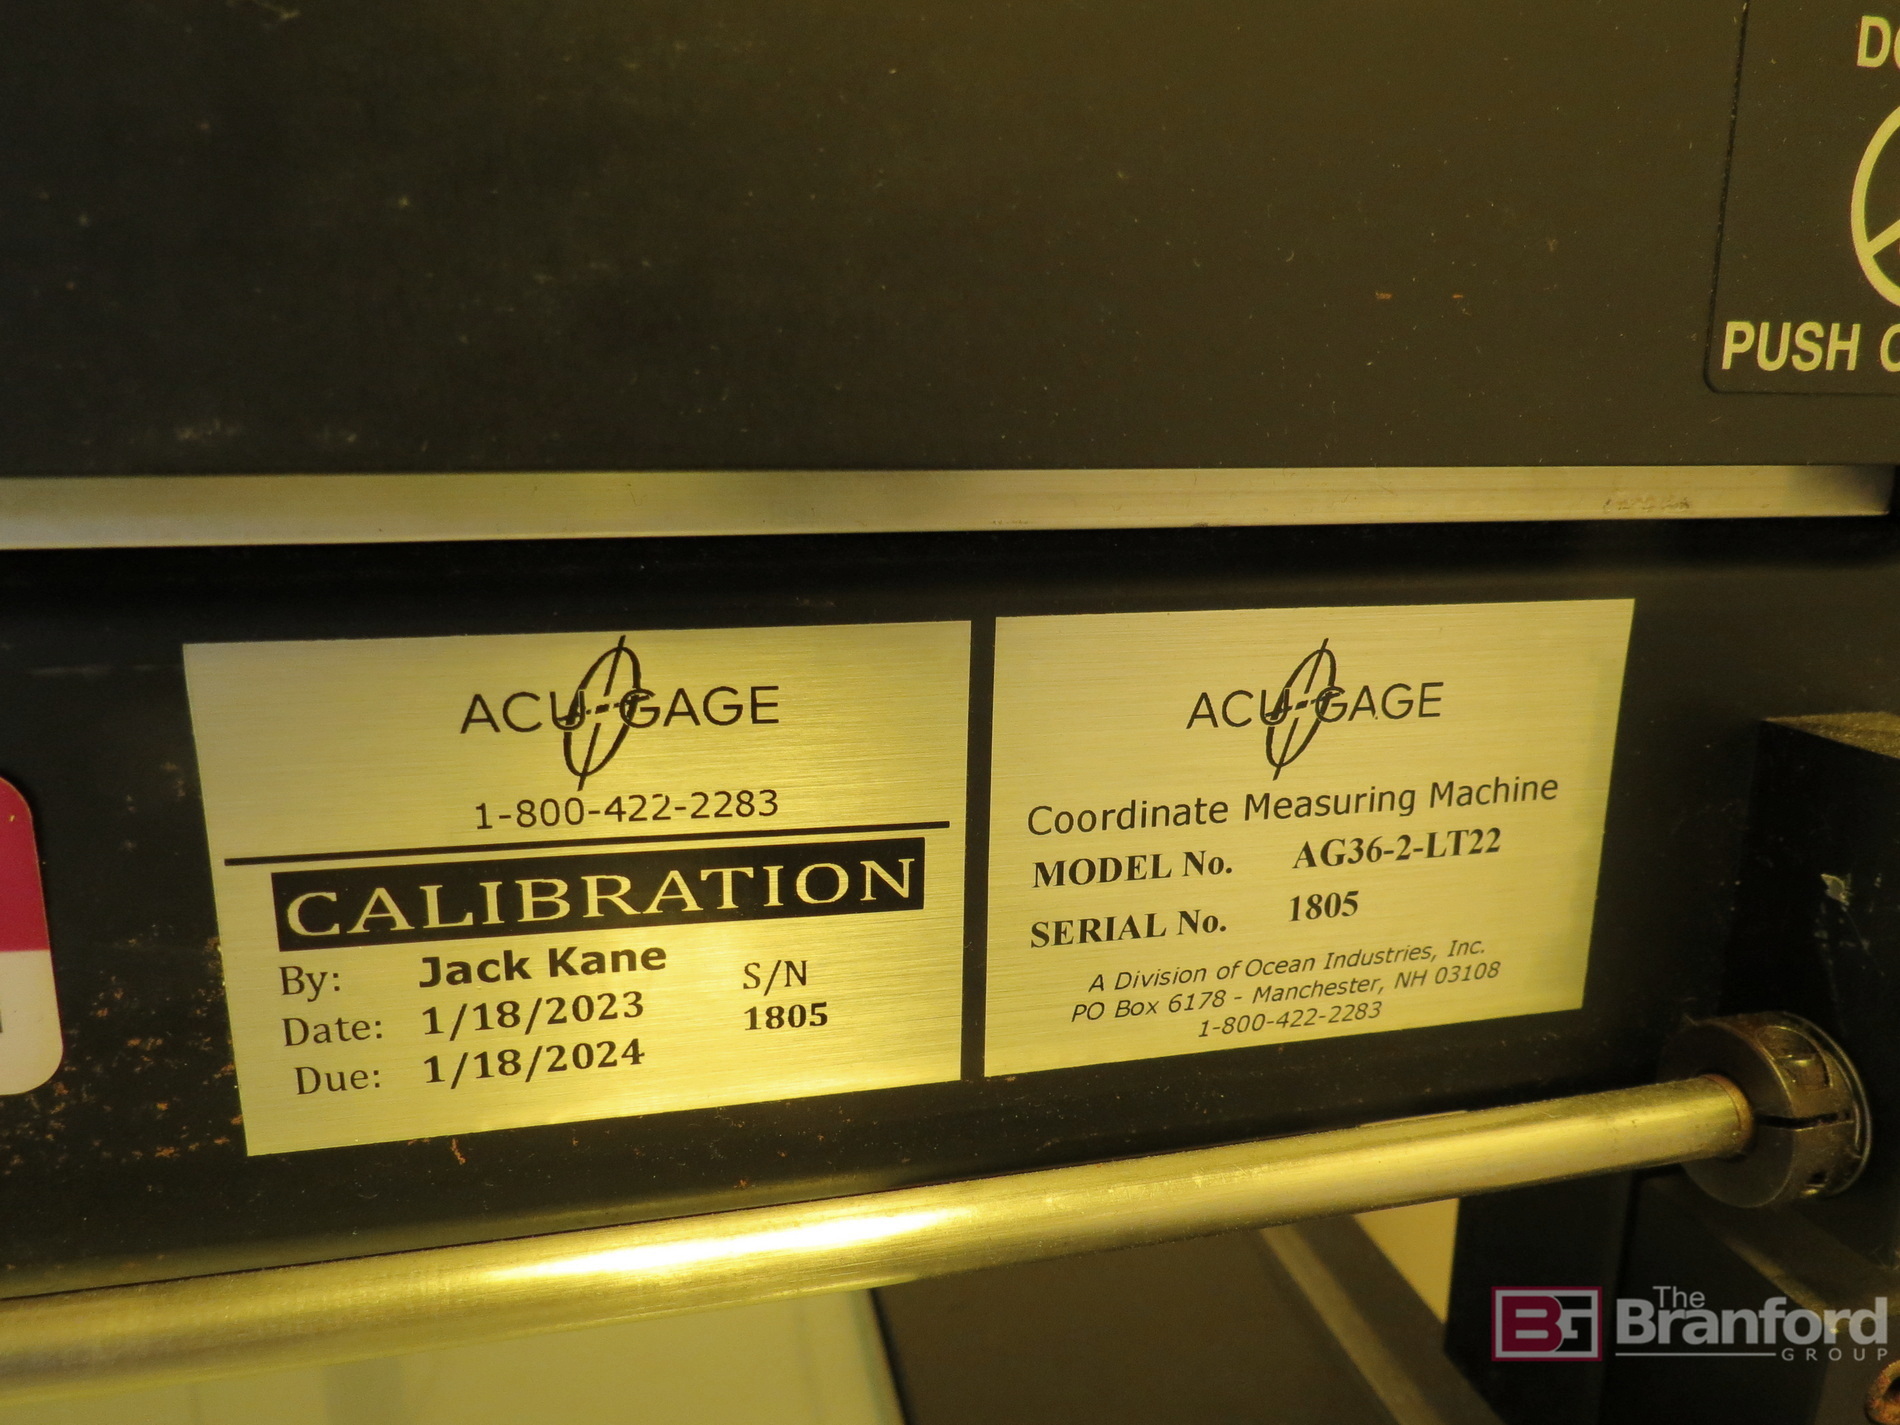 PUSH
ACU-GAGE
1-800-422-2283
CALIBRATION
By: Jack Kane
Date: 1/18/2023
Due: 1/18/2024
S/N
1805
ACU-GAGE
Coordinate Measuring Machine
MODEL No. AG36-2-LT22
SERIAL No. 1805
A Division of Ocean Industries, Inc.
PO Box 6178 - Manchester, NH 03108
1-800-422-2283
BG The
Branford
GROUP